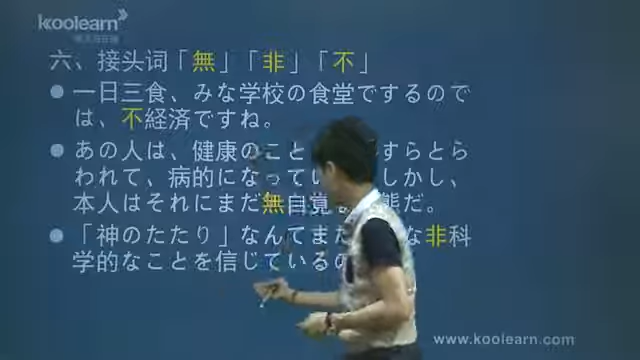 koolearn
六、接头词「無」「非」「不」
● 一日三食、みな学校の食堂でするので
は、不経済ですね。
● あの人は、健康のこと すらとら
われて、病的になってい しかし、
本人はそれにまだ無自覚 態だ。
● 「神のたたり」なんてまだ な非科
学的なことを信じているの
www.koolearn.com